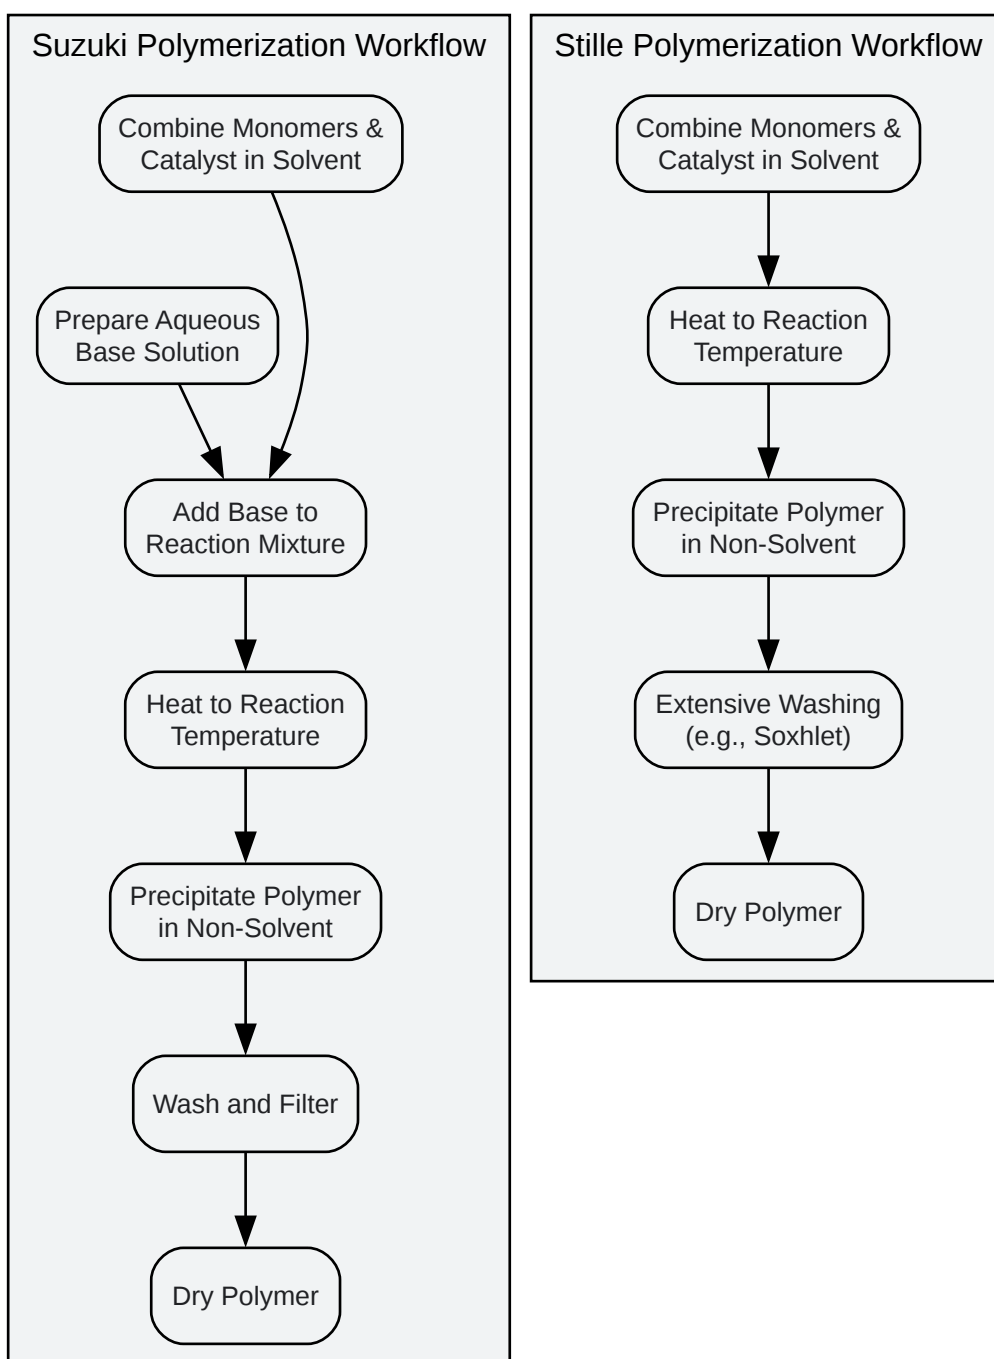 Suzuki Polymerization Workflow
Combine Monomers &
Catalyst in Solvent
Prepare Aqueous
Base Solution
Add Base to
Reaction Mixture
Heat to Reaction
Temperature
Precipitate Polymer
in Non-Solvent
Wash and Filter
Dry Polymer
Stille Polymerization Workflow
Combine Monomers &
Catalyst in Solvent
Heat to Reaction
Temperature
Precipitate Polymer
in Non-Solvent
Extensive Washing
(e.g., Soxhlet)
Dry Polymer